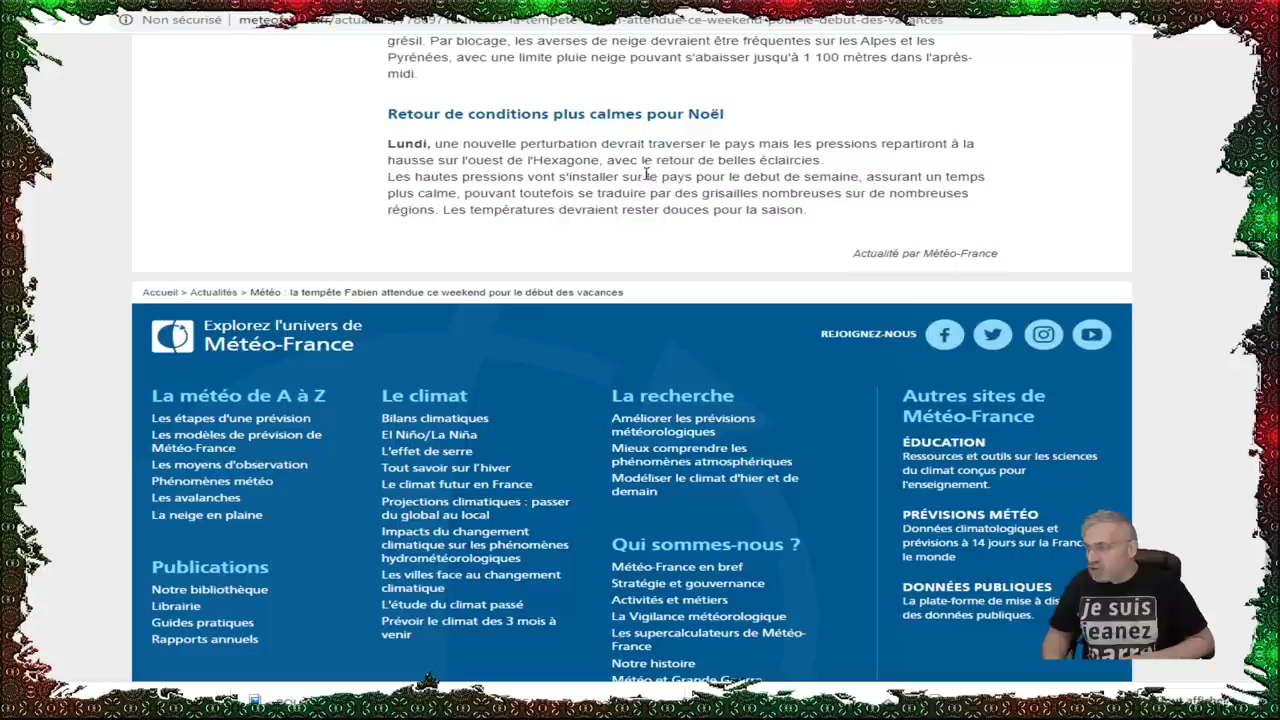 Non sécurisé
grésil. Par blocage, les averses de neige devraient être fréquentes sur les Alpes et les
Pyrénées, avec une limite pluie neige pouvant s'abaisser jusqu'à 1 100 mètres dans l'après-
midi.
Retour de conditions plus calmes pour Noël
Lundi, une nouvelle perturbation devrait traverser le pays mais les pressions repartiront à la
hausse sur l'ouest de l'Hexagone, avec le retour de belles éclaircies.
Les hautes pressions vont s'installer sur le pays pour le debut de semaine, assurant un temps
plus calme, pouvant toutefois se traduire par des grisailles nombreuses sur de nombreuses
régions. Les températures devraient rester douces pour la saison.
Actualité par Météo-France
Accueil > Actualités > Météo : la tempête Fabien attendue ce weekend pour le début des vacances
Explorez l'univers de
Météo-France
REJOIGNEZ-NOUS
La météo de A à Z
Les étapes d'une prévision
Les modèles de prévision de
Météo-France
Les moyens d'observation
Phénomènes météo
Les avalanches
La neige en plaine
Publications
Notre bibliothèque
Librairie
Guides pratiques
Rapports annuels
Le climat
Bilans climatiques
El Niño/La Niña
L'effet de serre
Tout savoir sur l'hiver
Le climat futur en France
Projections climatiques : passer
du global au local
Impacts du changement
climatique sur les phénomènes
hydrométéorologiques
Les villes face au changement
climatique
L'étude du climat passé
Prévoir le climat des 3 mois à
venir
La recherche
Améliorer les prévisions
météorologiques
Mieux comprendre les
phénomènes atmosphériques
Modéliser le climat d'hier et de
demain
Qui sommes-nous ?
Météo-France en bref
Stratégie et gouvernance
Activités et métiers
La Vigilance météorologique
Les supercalculateurs de Météo-
France
Notre histoire
Météo et Grande Guerre
Autres sites de
Météo-France
ÉDUCATION
Ressources et outils sur les sciences
du climat conçus pour
l'enseignement.
PRÉVISIONS MÉTÉO
Données climatologiques et
prévisions à 14 jours sur la
le monde
DONNÉES PUBLIQUES
La plate-forme de mise à
des données publiques.
je suis